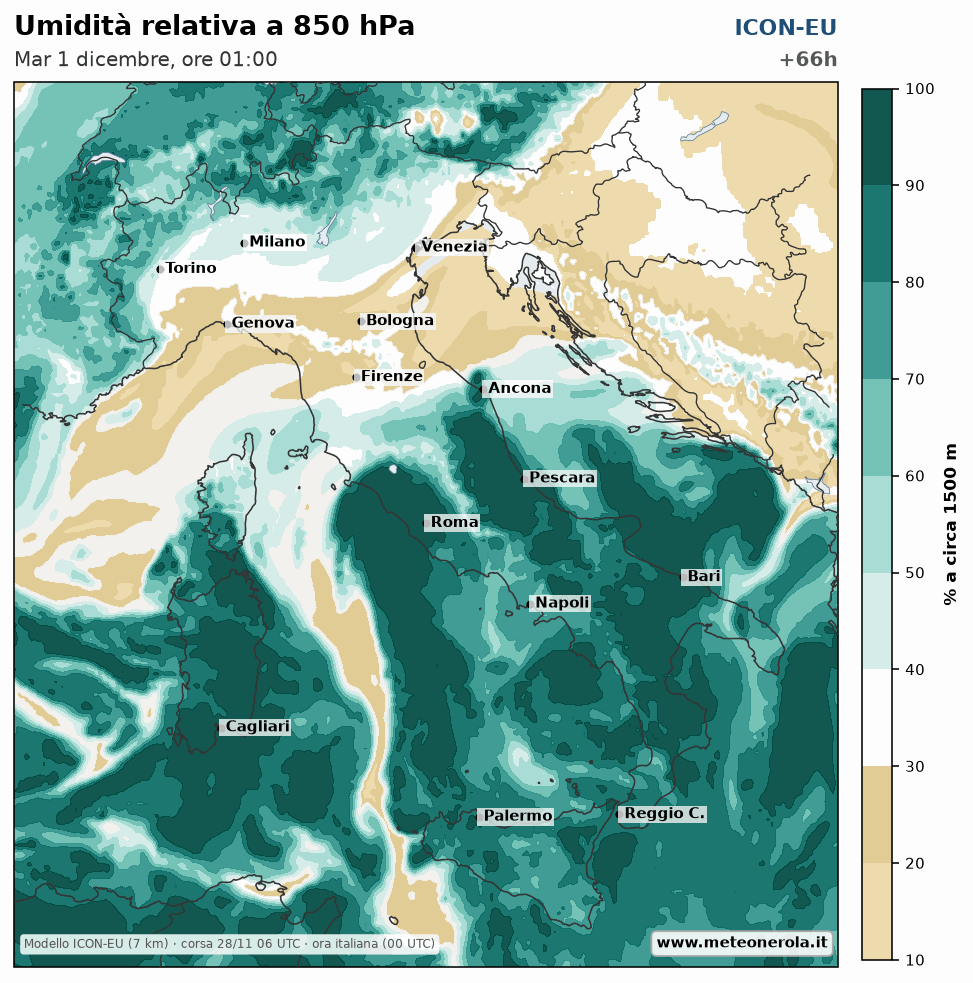 Umidità relativa a 850 hPa
ICON-EU
Mar 1 dicembre, ore 01:00
+66h
Milano
Venezia
Torino
Genova
Bologna
Firenze
Ancona
Pescara
Roma
Bari
Napoli
Cagliari
Palermo
Reggio C.
100
90
80
70
60
50
40
30
20
10
% a circa 1500 m
Modello ICON-EU (7 km) · corsa 28/11 06 UTC · ora italiana (00 UTC)
www.meteonerola.it